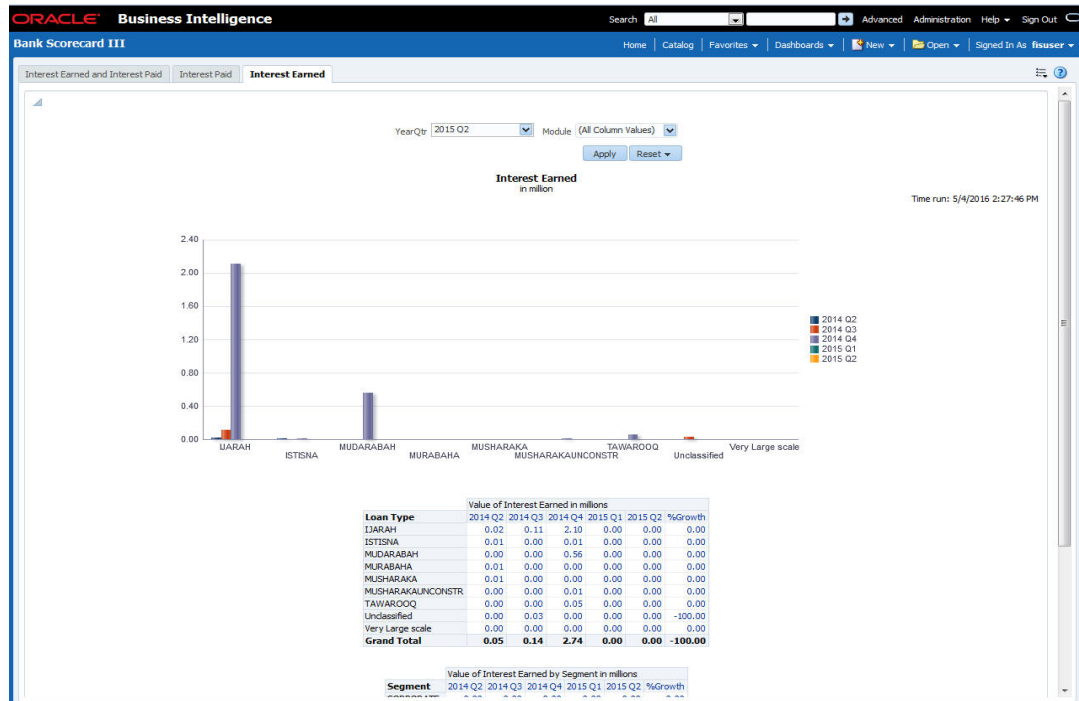 ORACLE Business Intelligence Search All Advanced Administration Help Sign Out
Bank Scorecard III Home Catalog Favorites Dashboards New Open Signed In As fisuser
Interest Earned and Interest Paid Interest Paid Interest Earned
YearQtr 2015 Q2 Module (All Column Values)
Apply Reset
Interest Earned
in million
Time run: 5/4/2016 2:27:46 PM
2.40
2.00
1.60
1.20
0.80
0.40
0.00
2014 Q2
2014 Q3
2014 Q4
2015 Q1
2015 Q2
IJARAH MUDARABAH MUSHARAKA TAWAROOQ Very Large scale
ISTISNA MURABAHA MUSHARAKAUNCONSTR Unclassified
Value of Interest Earned in millions
Loan Type 2014 Q2 2014 Q3 2014 Q4 2015 Q1 2015 Q2 %Growth
IJARAH 0.02 0.11 2.10 0.00 0.00 0.00
ISTISNA 0.01 0.00 0.01 0.00 0.00 0.00
MUDARABAH 0.00 0.00 0.56 0.00 0.00 0.00
MURABAHA 0.01 0.00 0.00 0.00 0.00 0.00
MUSHARAKA 0.01 0.00 0.00 0.00 0.00 0.00
MUSHARAKAUNCONSTR 0.00 0.00 0.01 0.00 0.00 0.00
TAWAROOQ 0.00 0.00 0.05 0.00 0.00 0.00
Unclassified 0.00 0.03 0.00 0.00 0.00 -100.00
Very Large scale 0.00 0.00 0.00 0.00 0.00 0.00
Grand Total 0.05 0.14 2.74 0.00 0.00 -100.00
Value of Interest Earned by Segment in millions
Segment 2014 Q2 2014 Q3 2014 Q4 2015 Q1 2015 Q2 %Growth